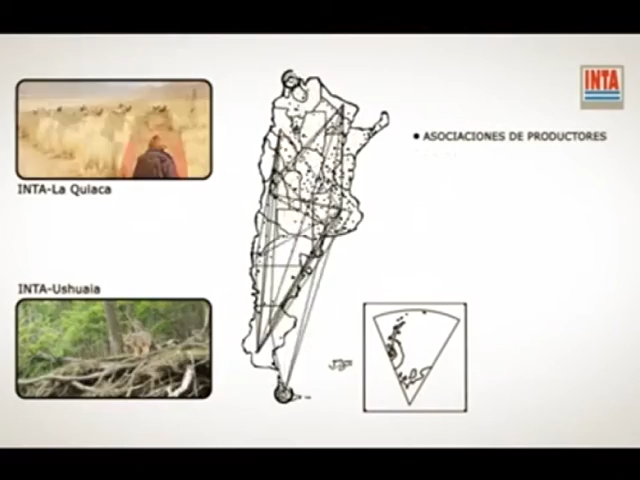 INTA
• ASOCIACIONES DE PRODUCTORES
INTA-La Quiaca
INTA-Ushuaia